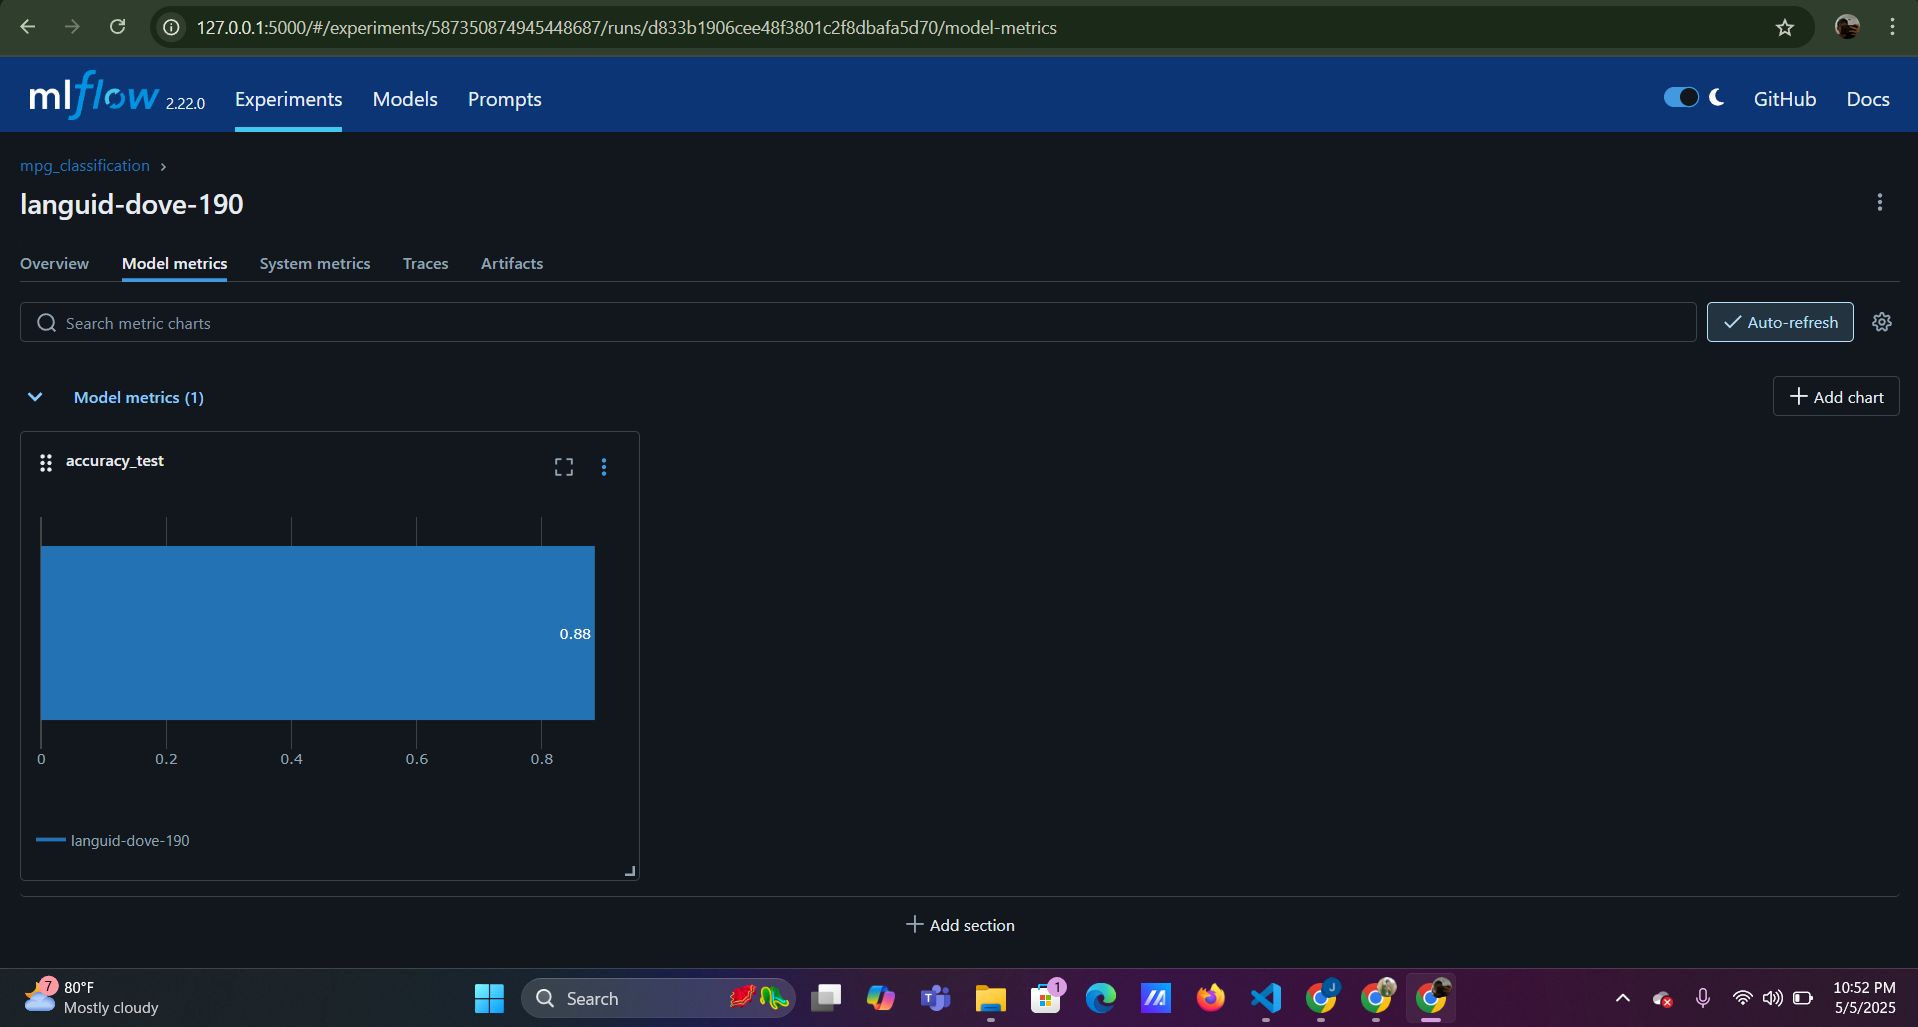 127.0.0.1:5000/#/experiments/587350874945448687/runs/d833b1906cee48f3801c2f8dbafa5d70/model-metrics
mlflow 2.22.0 Experiments Models Prompts GitHub Docs
mpg_classification
languid-dove-190
Overview Model metrics System metrics Traces Artifacts
Search metric charts Auto-refresh
Model metrics (1) Add chart
accuracy_test
0.88
0 0.2 0.4 0.6 0.8
languid-dove-190
Add section
7 80°F
Mostly cloudy
Search
T
1
J
10:52 PM
5/5/2025